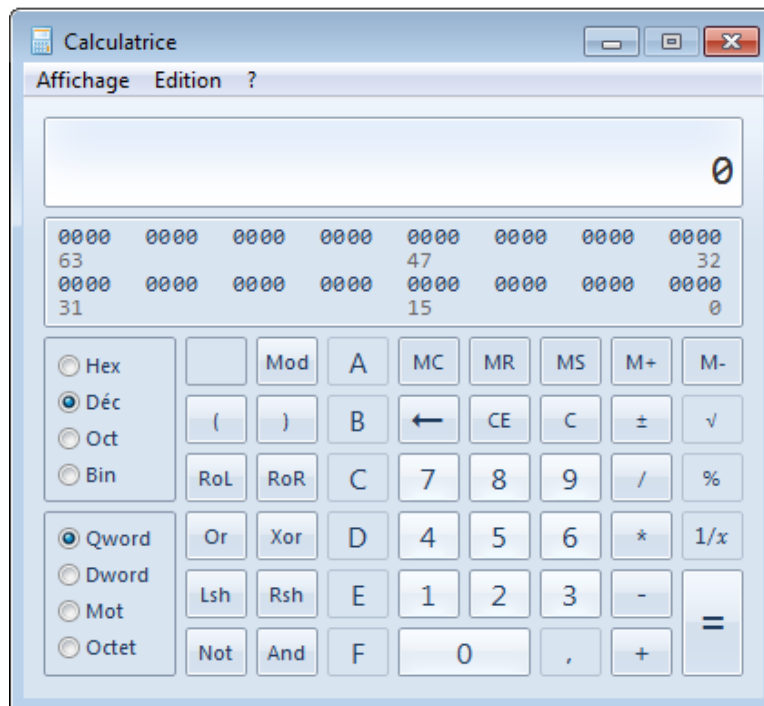 Calculatrice
Affichage Edition ?
0
0000 0000 0000 0000 0000 0000 0000 0000
63 47 32
0000 0000 0000 0000 0000 0000 0000 0000
31 15 0
Hex
Déc
Oct
Bin
Qword
Dword
Mot
Octet
Mod A MC MR MS M+ M-
( ) B ← CE C ± √
RoL RoR C 7 8 9 / %
Or Xor D 4 5 6 * 1/x
Lsh Rsh E 1 2 3 - =
Not And F 0 , +